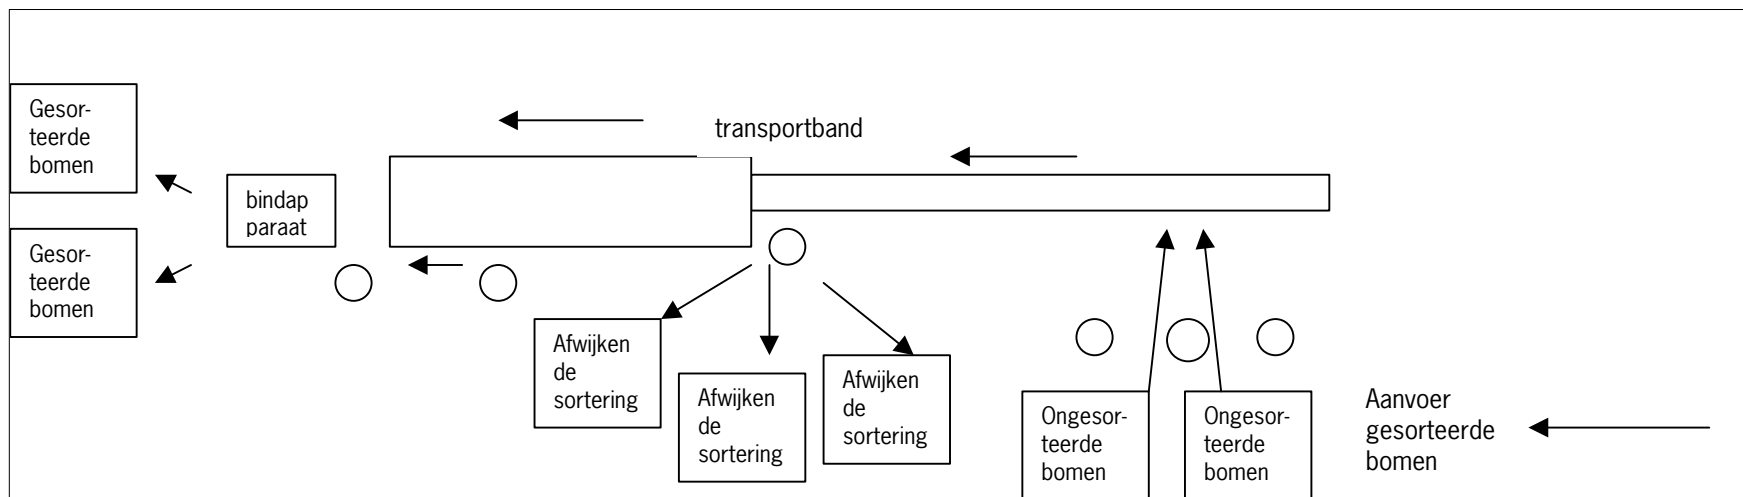 Gesor-
teerde
bomen
transportband
bindap
paraat
Gesor-
teerde
bomen
Afwijken
de
sortering
Afwijken
de
sortering
Afwijken
de
sortering
Ongesor-
teerde
bomen
Ongesor-
teerde
bomen
Aanvoer
gesorteerde
bomen